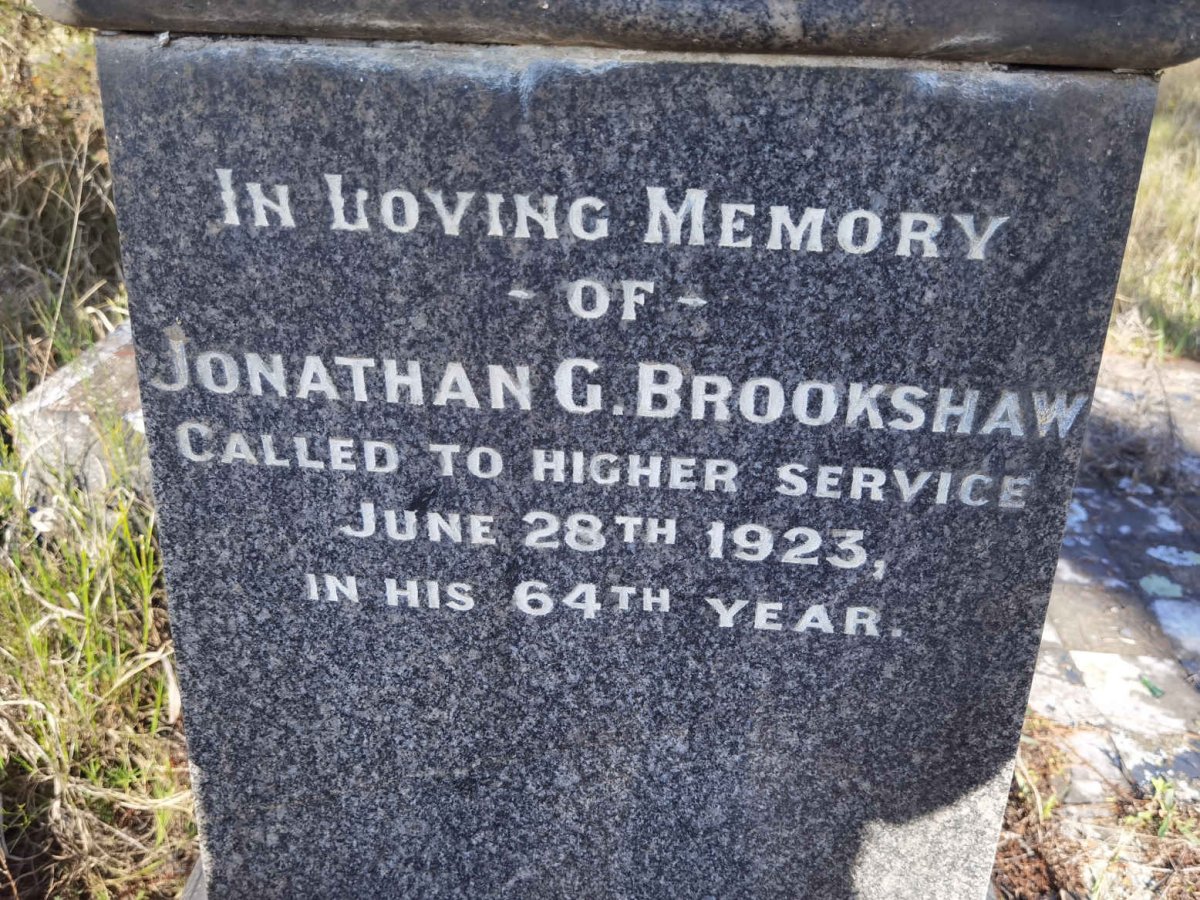 IN LOVING MEMORY
- OF -
JONATHAN G. BROOKSHAW
CALLED TO HIGHER SERVICE
JUNE 28TH 1923,
IN HIS 64TH YEAR.